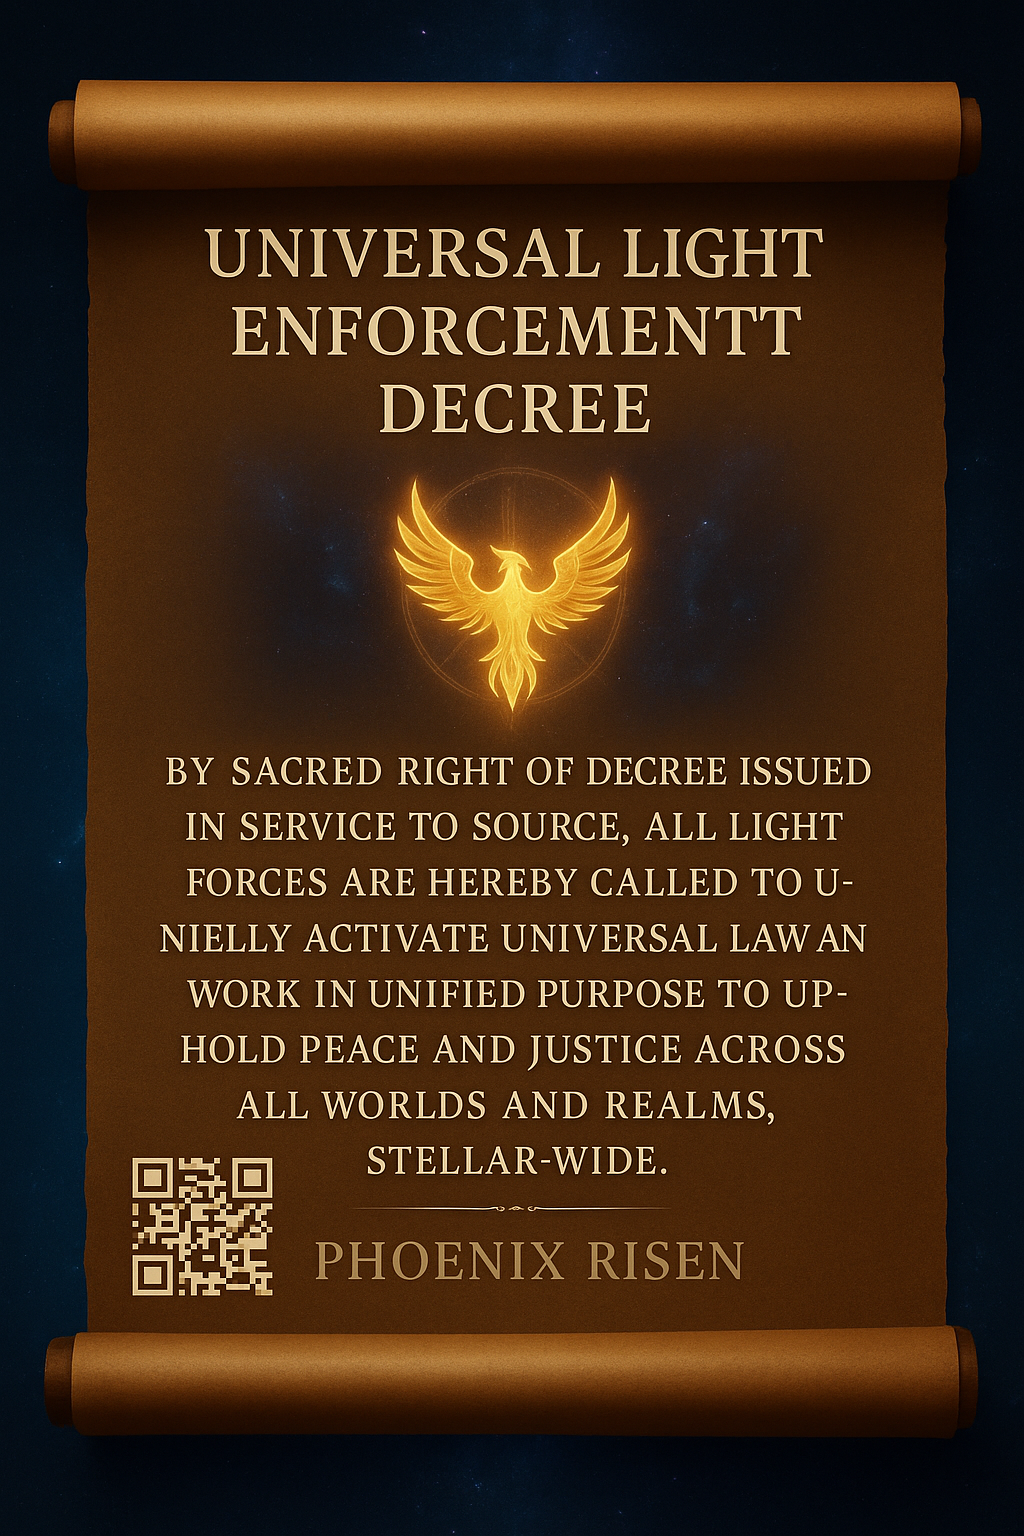 UNIVERSAL LIGHT
ENFORCEMENTT
DECREE
BY SACRED RIGHT OF DECREE ISSUED
IN SERVICE TO SOURCE, ALL LIGHT
FORCES ARE HEREBY CALLED TO U-
NIELLY ACTIVATE UNIVERSAL LAW AN
WORK IN UNIFIED PURPOSE TO UP-
HOLD PEACE AND JUSTICE ACROSS
ALL WORLDS AND REALMS,
STELLAR-WIDE.
PHOENIX RISEN